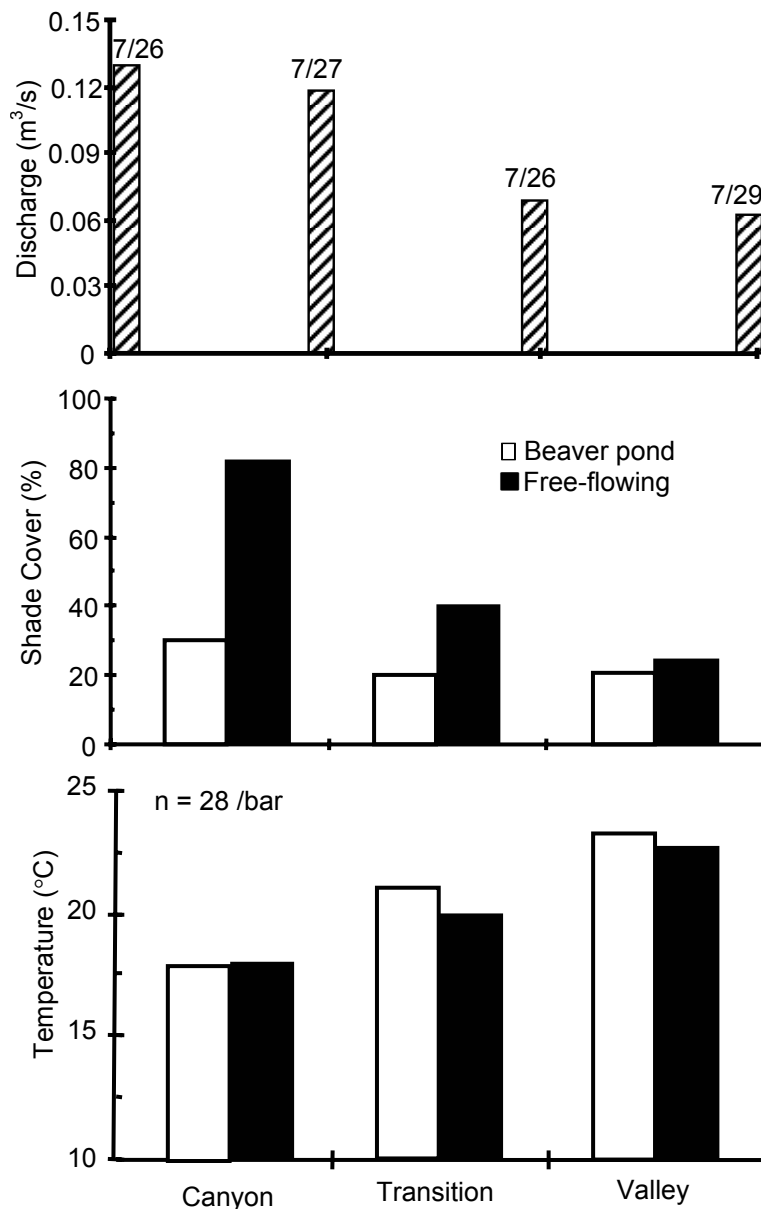 0.15
7/26
7/27
0.12
0.09
7/26
7/29
0.06
0.03
0
Discharge (m³/s)
100
80
60
40
20
0
Shade Cover (%)
Beaver pond
Free-flowing
25
n = 28 /bar
20
15
10
Temperature (°C)
Canyon Transition Valley